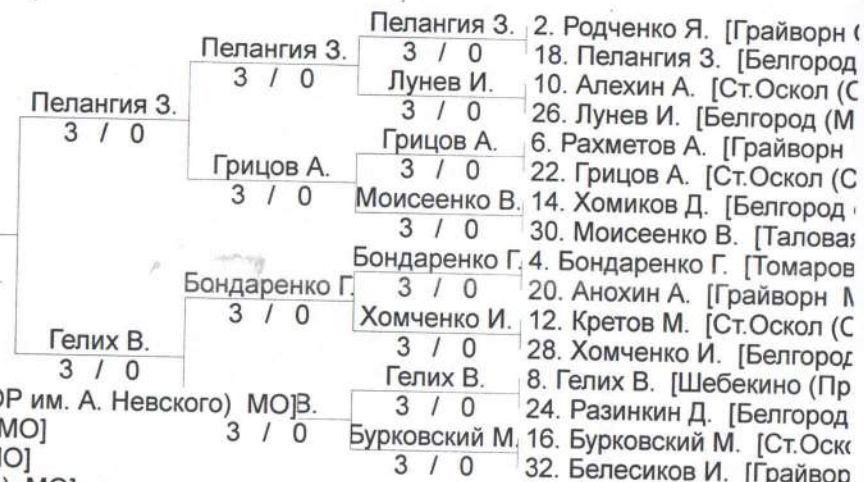 Пелангия З.
3 / 0
Пелангия З.
3 / 0
Пелангия З.
3 / 0
Лунев И.
3 / 0
Грицов А.
3 / 0
Грицов А.
3 / 0
Моисеенко В.
3 / 0
Бондаренко Г.
3 / 0
Бондаренко Г.
3 / 0
Хомченко И.
3 / 0
Гелих В.
3 / 0
Гелих В.
3 / 0
В.
3 / 0
Бурковский М.
3 / 0
2. Родченко Я. [Грайворн (
18. Пелангия З. [Белгород
10. Алехин А. [Ст.Оскол (С
26. Лунев И. [Белгород (М
6. Рахметов А. [Грайворн
22. Грицов А. [Ст.Оскол (С
14. Хомиков Д. [Белгород
30. Моисеенко В. [Таловая
4. Бондаренко Г. [Томаров
20. Анохин А. [Грайворн М
12. Кретов М. [Ст.Оскол (С
28. Хомченко И. [Белгород
8. Гелих В. [Шебекино (Пр
24. Разинкин Д. [Белгород
16. Бурковский М. [Ст.Оско
32. Белесиков И. [Грайвор
ОР им. А. Невского) МО]
МО]
МО]
) МО]